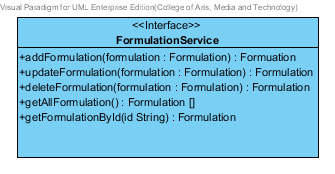 Visual Paradigm for UML Enterprise Edition(College of Arts, Media and Technology)
<<Interface>>
FormulationService
+addFormulation(formulation : Formulation) : Formuation
+updateFormulation(formulation : Formulation) : Formuation
+deleteFormulation(formulation : Formulation) : Formulation
+getAllFormulation() : Formulation []
+getFormulationById(id String) : Formulation